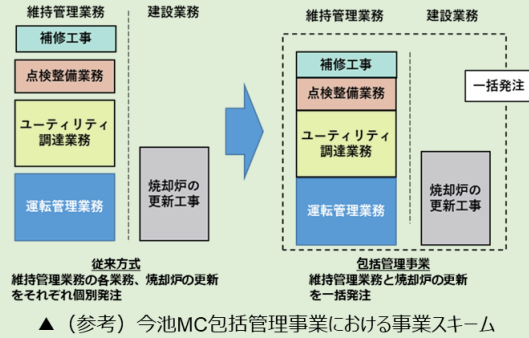 維持管理業務
建設業務
補修工事
点検整備業務
ユーティリティ
調達業務
運転管理業務
焼却炉の
更新工事
従来方式
維持管理業務の各業務、焼却炉の更新
をそれぞれ個別発注
維持管理業務
建設業務
一括発注
補修工事
点検整備業務
ユーティリティ
調達業務
運転管理業務
焼却炉の
更新工事
包括管理事業
維持管理業務と焼却炉の更新
を一括発注
▲（参考）今池MC包括管理事業における事業スキーム